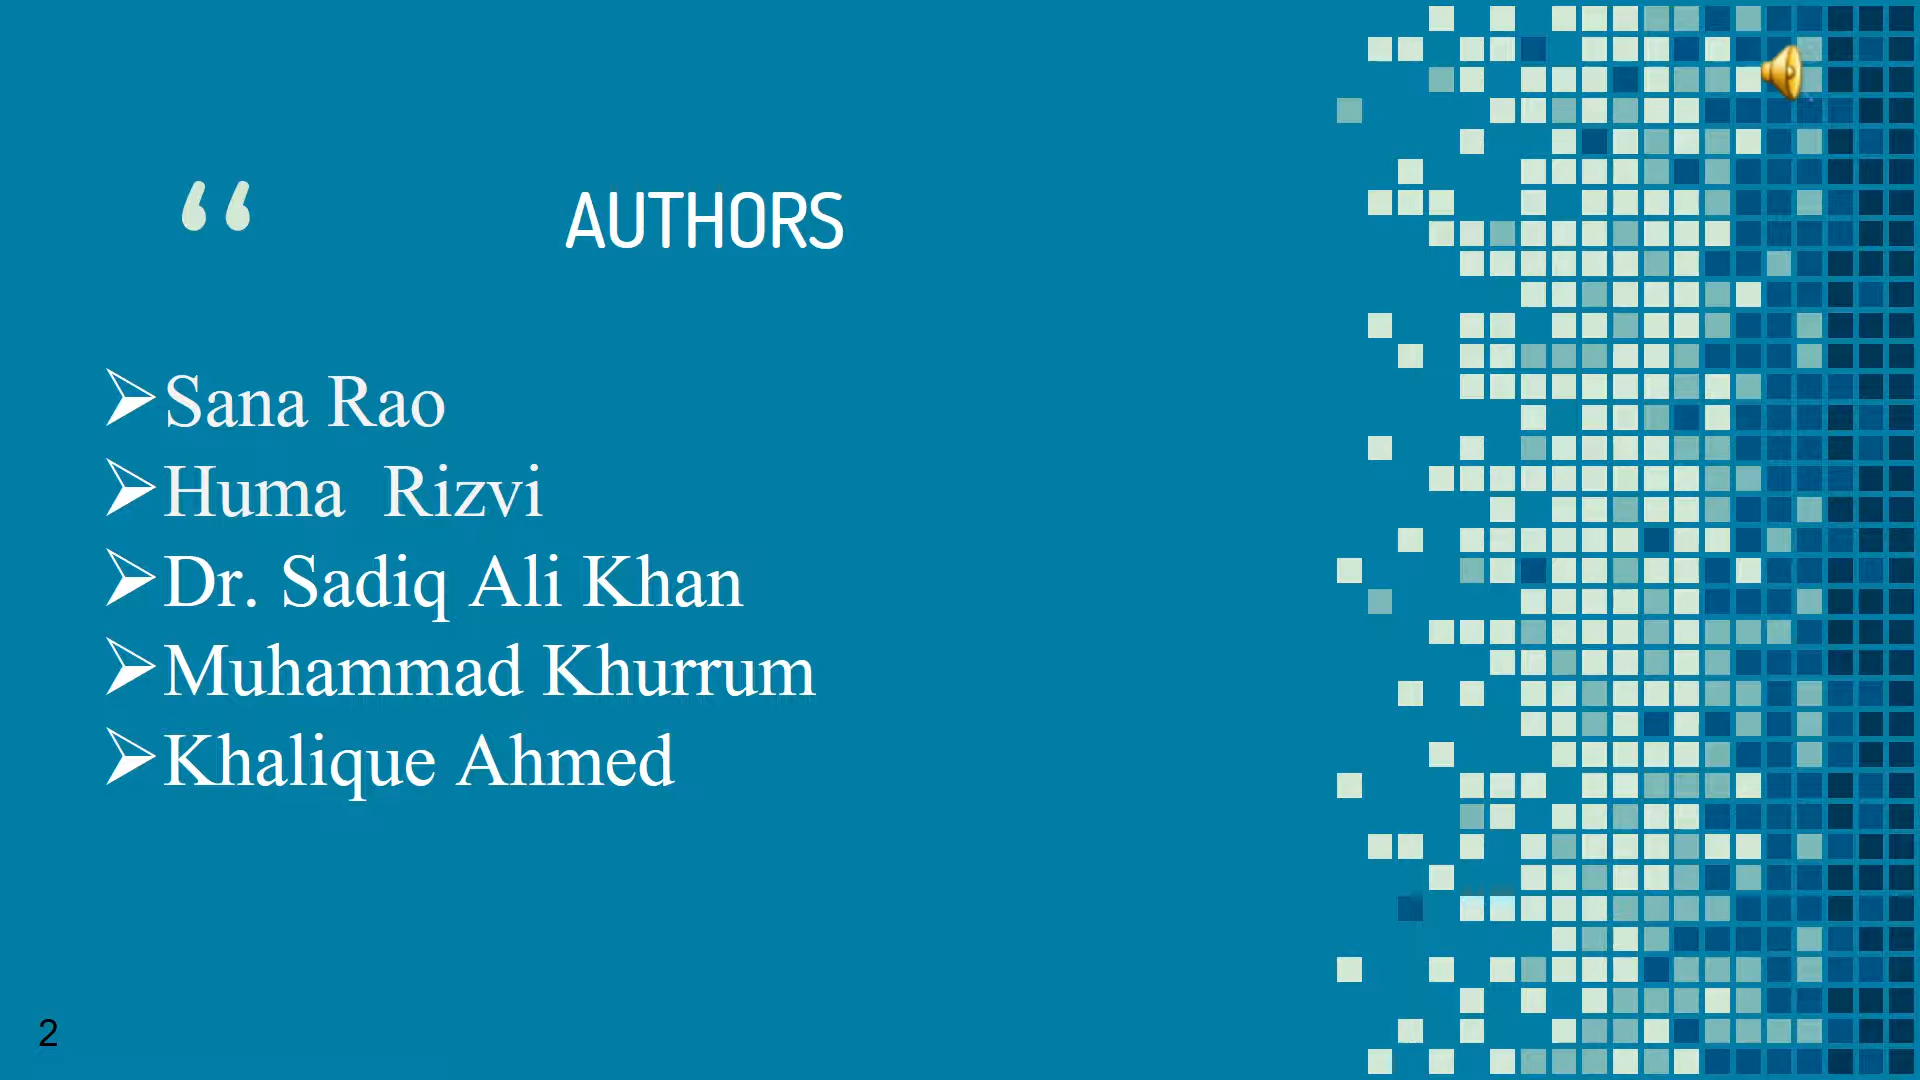 “ AUTHORS
➢Sana Rao
➢Huma Rizvi
➢Dr. Sadiq Ali Khan
➢Muhammad Khurrum
➢Khalique Ahmed
2